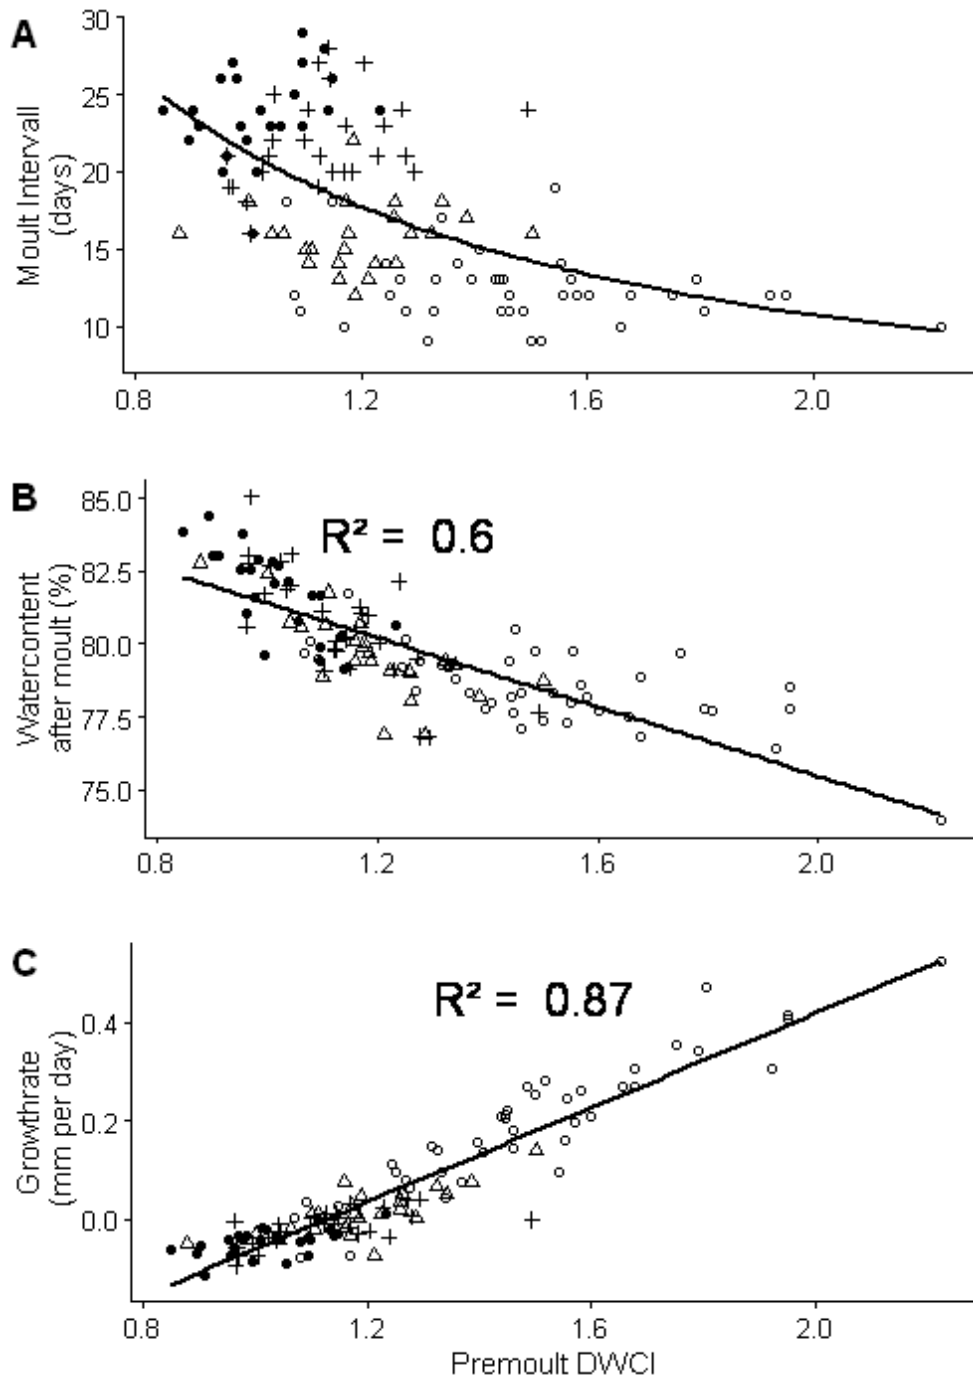 A
Moult Intervall
(days)
30
25
20
15
10
0.8 1.2 1.6 2.0
B
R² = 0.6
Watercontent
after moult (%)
85.0
82.5
80.0
77.5
75.0
0.8 1.2 1.6 2.0
C
R² = 0.87
Growthrate
(mm per day)
0.4
0.2
0.0
0.8 1.2 1.6 2.0
Premoult DWCI